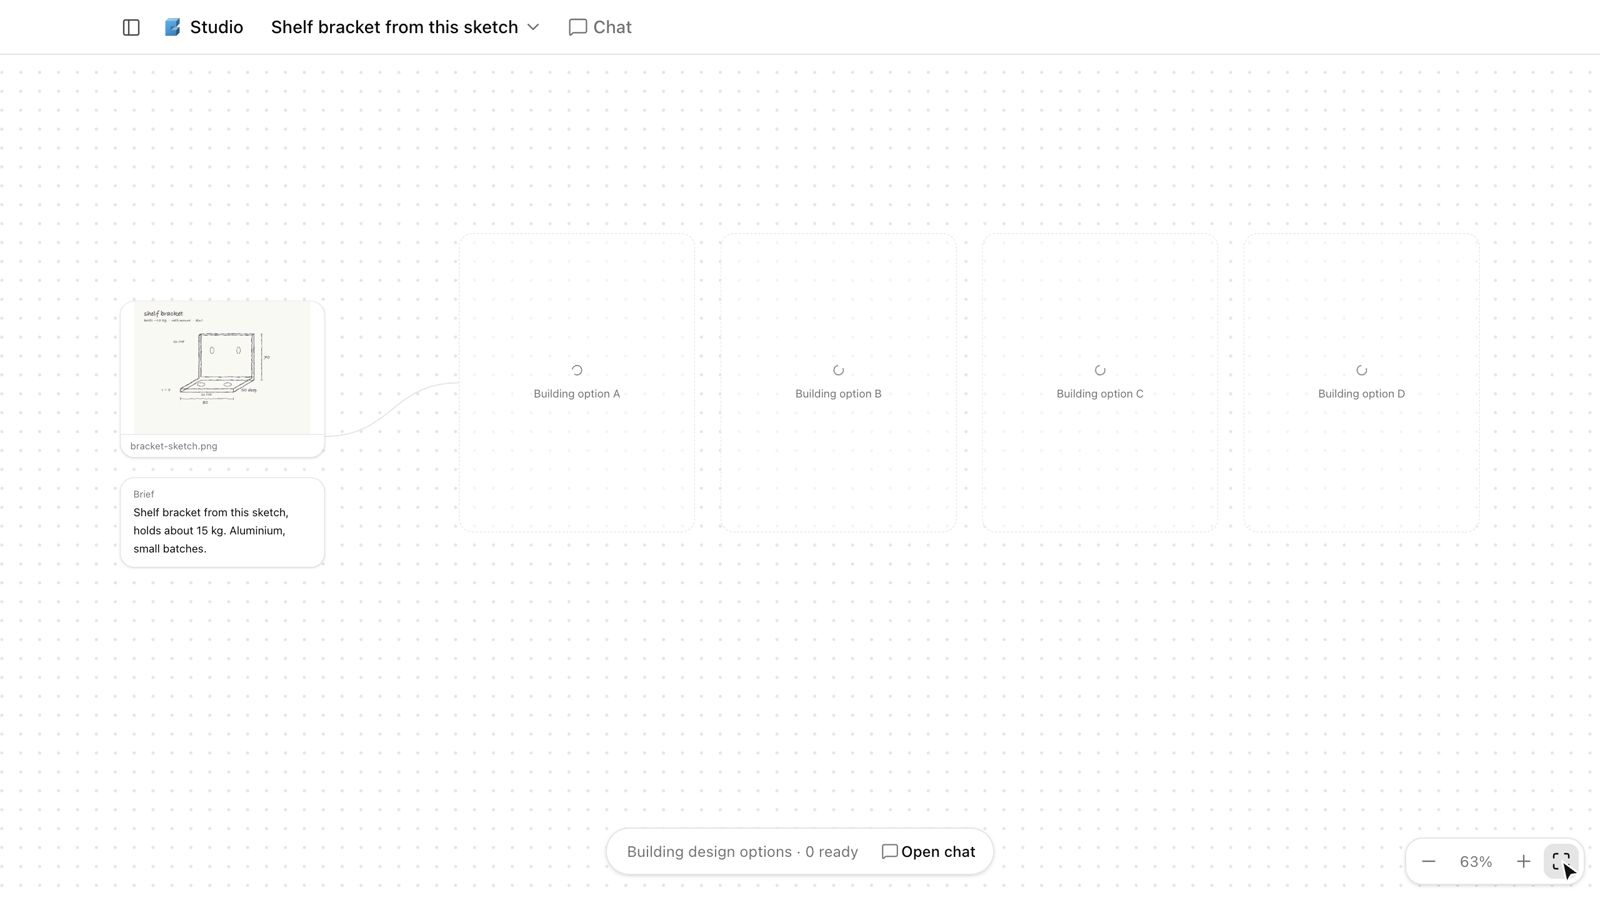 Studio
Shelf bracket from this sketch
Chat
shelf bracket
bracket-sketch.png
Brief
Shelf bracket from this sketch,
holds about 15 kg. Aluminium,
small batches.
Building option A
Building option B
Building option C
Building option D
Building design options · 0 ready
Open chat
63%